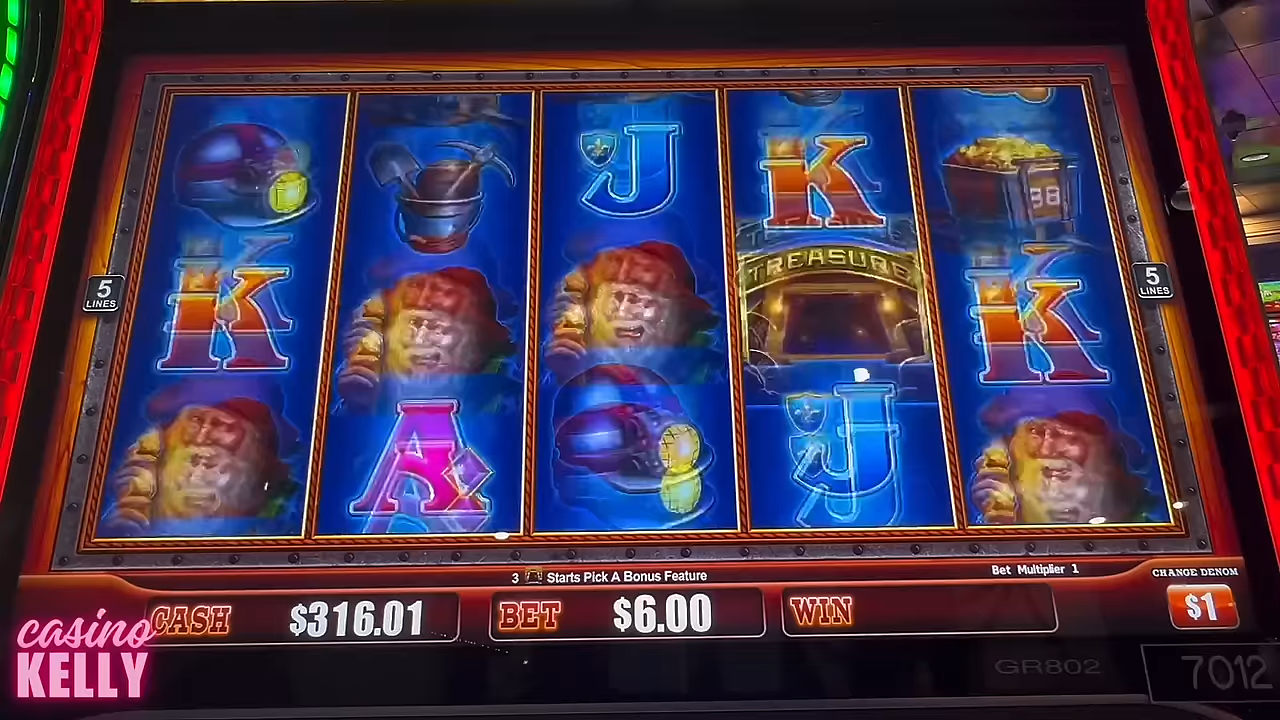 J
K
38
K
TREASURE
K
5
LINES
5
LINES
A
J
3 Starts Pick A Bonus Feature
Bet Multiplier 1
CHANGE DENOM
CASH $316.01
BET $6.00
WIN
$1
casino
KELLY
GR802
7012